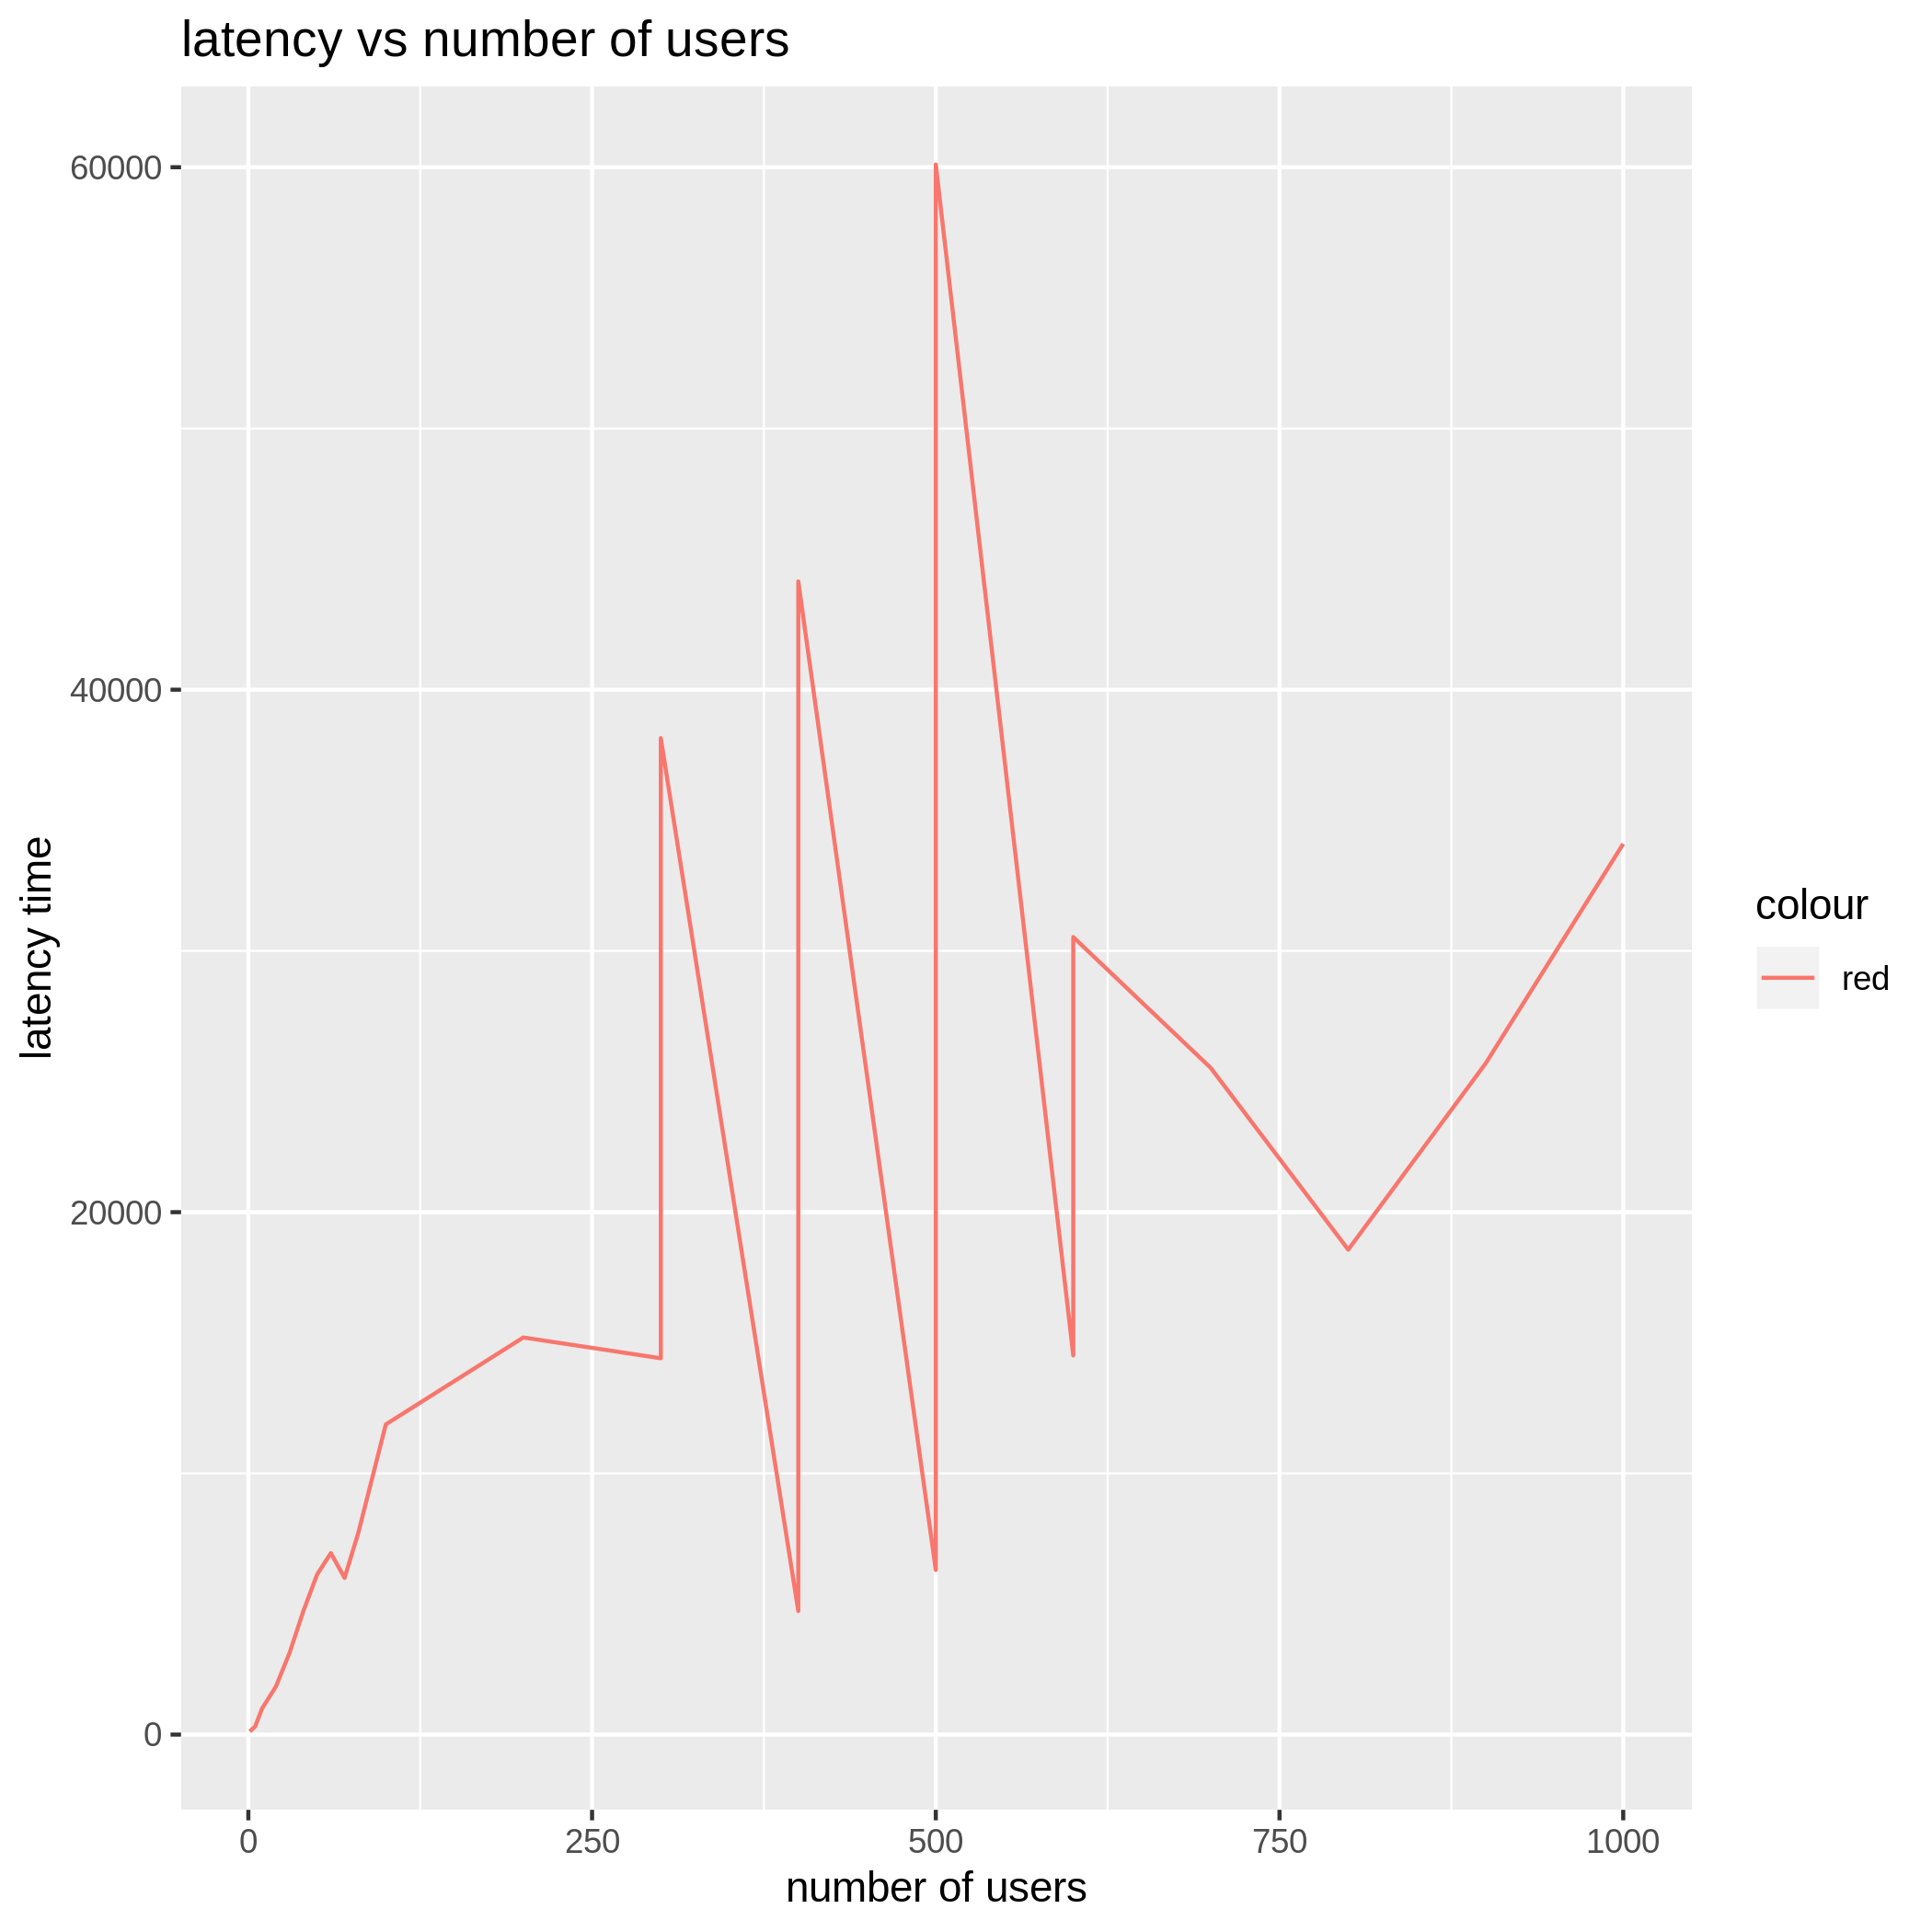 latency vs number of users
60000
40000
20000
0
latency time
0
250
500
750
1000
number of users
colour
red